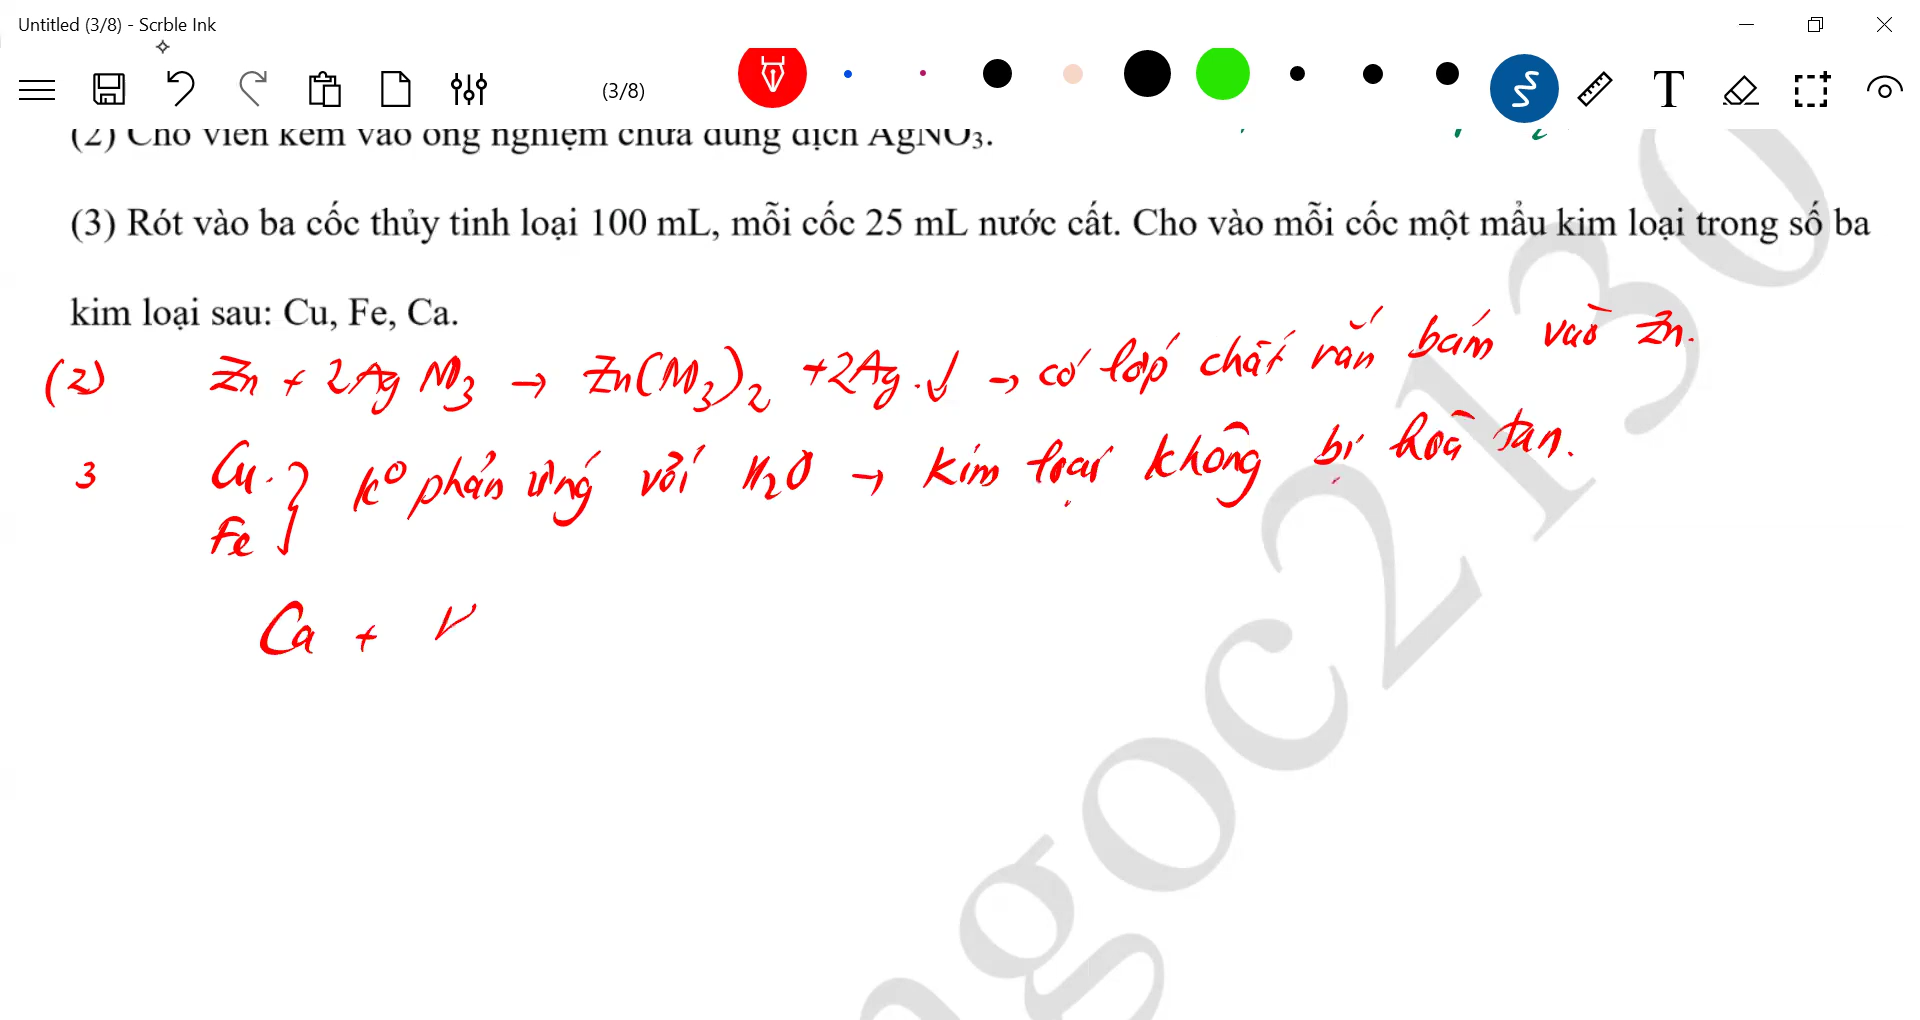 Untitled (3/8) - Scrble Ink
(3/8)
T
(2) Cho viên kẽm vào ống nghiệm chứa dung dịch AgNO₃.
(3) Rót vào ba cốc thủy tinh loại 100 mL, mỗi cốc 25 mL nước cất. Cho vào mỗi cốc một mẩu kim loại trong số ba
kim loại sau: Cu, Fe, Ca.
(2) Zn + 2AgNO₃ → Zn(NO₃)₂ + 2Ag.↓ → có lớp chất rắn bám vào Zn.
3 Cu. } k° phản ứng với H₂O → kim loại không bị hoà tan.
Fe
Ca +
ngoc2130